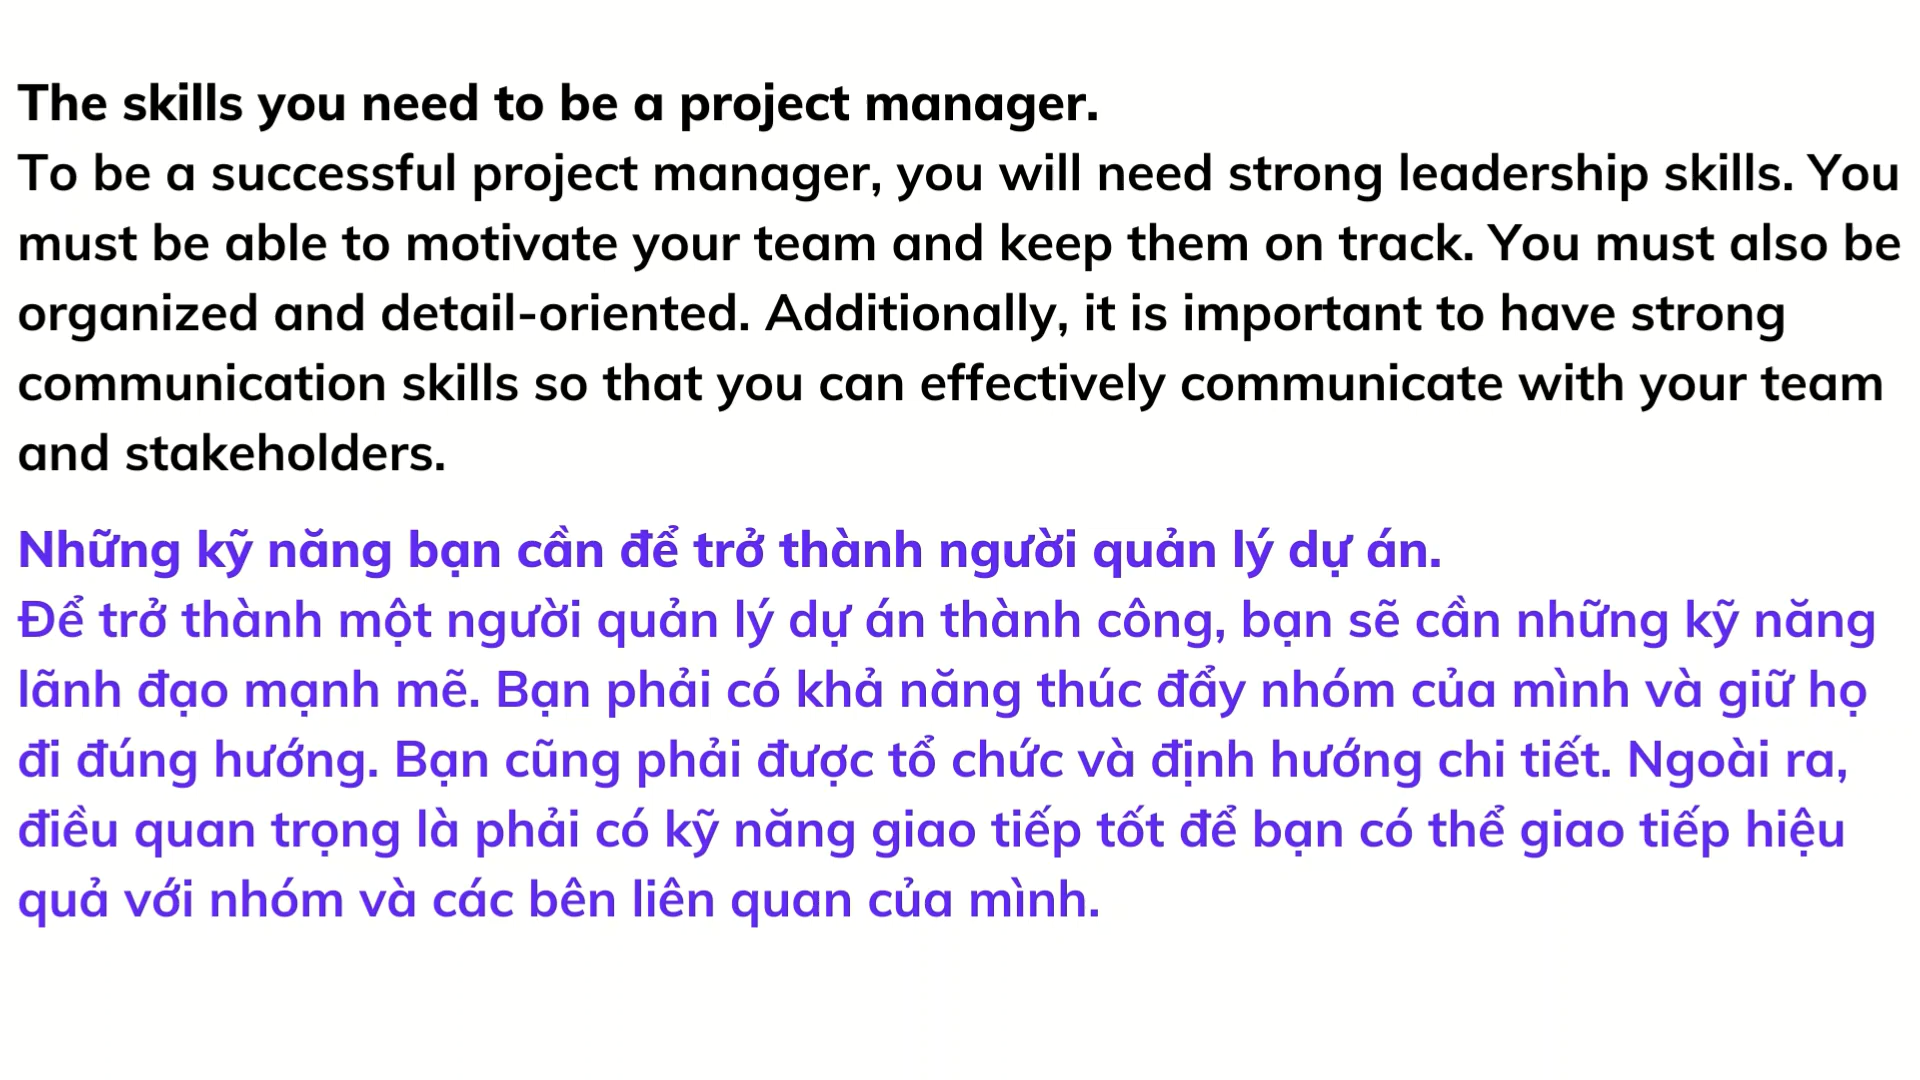 The skills you need to be a project manager.
To be a successful project manager, you will need strong leadership skills. You
must be able to motivate your team and keep them on track. You must also be
organized and detail-oriented. Additionally, it is important to have strong
communication skills so that you can effectively communicate with your team
and stakeholders.
Những kỹ năng bạn cần để trở thành người quản lý dự án.
Để trở thành một người quản lý dự án thành công, bạn sẽ cần những kỹ năng
lãnh đạo mạnh mẽ. Bạn phải có khả năng thúc đẩy nhóm của mình và giữ họ
đi đúng hướng. Bạn cũng phải được tổ chức và định hướng chi tiết. Ngoài ra,
điều quan trọng là phải có kỹ năng giao tiếp tốt để bạn có thể giao tiếp hiệu
quả với nhóm và các bên liên quan của mình.